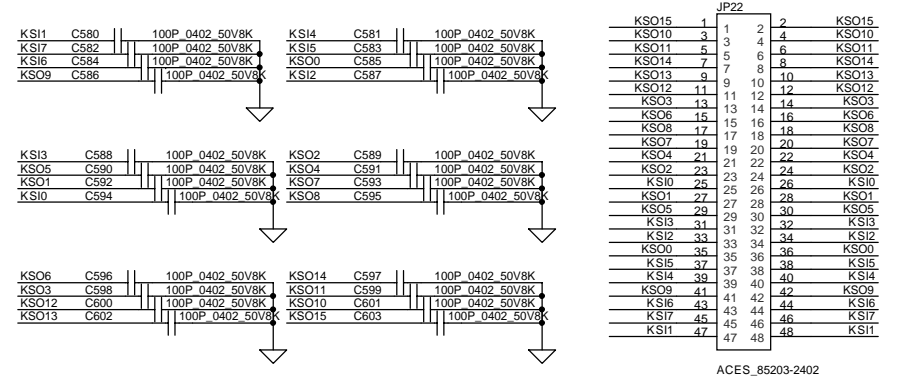 KSI1 C580 100P_0402_50V8K
KSI7 C582 100P_0402_50V8K
KSI6 C584 100P_0402_50V8K
KSO9 C586 100P_0402_50V8K
KSI4 C581 100P_0402_50V8K
KSI5 C583 100P_0402_50V8K
KSO0 C585 100P_0402_50V8K
KSI2 C587 100P_0402_50V8K
KSI3 C588 100P_0402_50V8K
KSO5 C590 100P_0402_50V8K
KSO1 C592 100P_0402_50V8K
KSI0 C594 100P_0402_50V8K
KSO2 C589 100P_0402_50V8K
KSO4 C591 100P_0402_50V8K
KSO7 C593 100P_0402_50V8K
KSO8 C595 100P_0402_50V8K
KSO6 C596 100P_0402_50V8K
KSO3 C598 100P_0402_50V8K
KSO12 C600 100P_0402_50V8K
KSO13 C602 100P_0402_50V8K
KSO14 C597 100P_0402_50V8K
KSO11 C599 100P_0402_50V8K
KSO10 C601 100P_0402_50V8K
KSO15 C603 100P_0402_50V8K
JP22
KSO15 1 1 2 2 KSO15
KSO10 3 3 4 4 KSO10
KSO11 5 5 6 6 KSO11
KSO14 7 7 8 8 KSO14
KSO13 9 9 10 10 KSO13
KSO12 11 11 12 12 KSO12
KSO3 13 13 14 14 KSO3
KSO6 15 15 16 16 KSO6
KSO8 17 17 18 18 KSO8
KSO7 19 19 20 20 KSO7
KSO4 21 21 22 22 KSO4
KSO2 23 23 24 24 KSO2
KSI0 25 25 26 26 KSI0
KSO1 27 27 28 28 KSO1
KSO5 29 29 30 30 KSO5
KSI3 31 31 32 32 KSI3
KSI2 33 33 34 34 KSI2
KSO0 35 35 36 36 KSO0
KSI5 37 37 38 38 KSI5
KSI4 39 39 40 40 KSI4
KSO9 41 41 42 42 KSO9
KSI6 43 43 44 44 KSI6
KSI7 45 45 46 46 KSI7
KSI1 47 47 48 48 KSI1
ACES_85203-2402